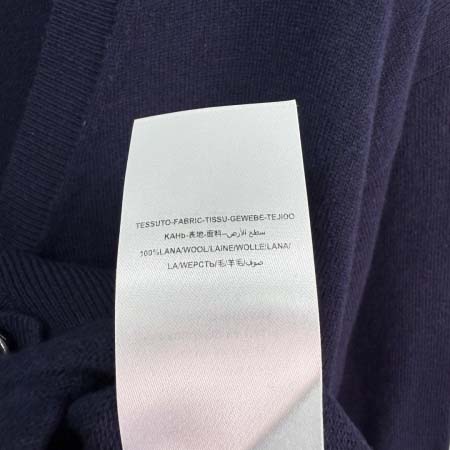 TESSUTO-FABRIC-TISSU-GEWEBE-TEJIOO
KAHb-表地-面料-سطح الأرض-
100%LANA/WOOL/LAINE/WOLLE/LANA/
LA/WEPCTb/毛/羊毛/صوف